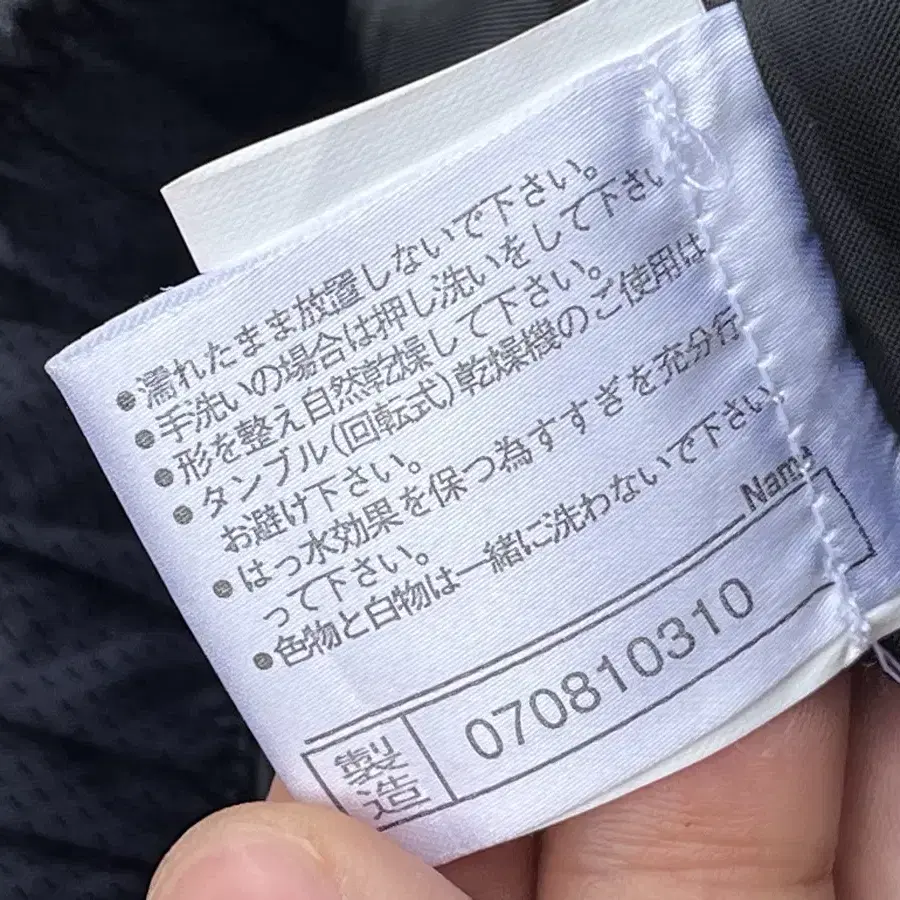 ●濡れたまま放置しないで下さい。
●手洗いの場合は押し洗いをして下さい
●形を整え自然乾燥して下さい。
●タンブル(回転式)乾燥機のご使用は
お避け下さい。
●はっ水効果を保つ為すすぎを充分行
って下さい。
●色物と白物は一緒に洗わないで下さい。
Name
製造 070810310